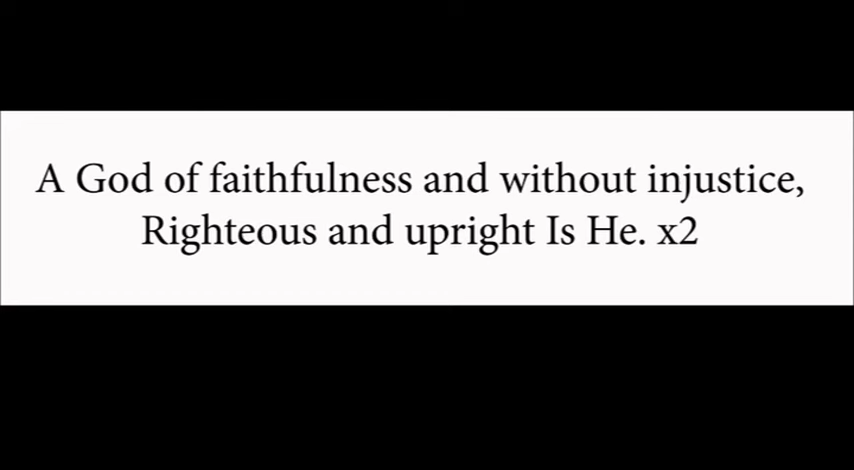 A God of faithfulness and without injustice,
Righteous and upright Is He. x2